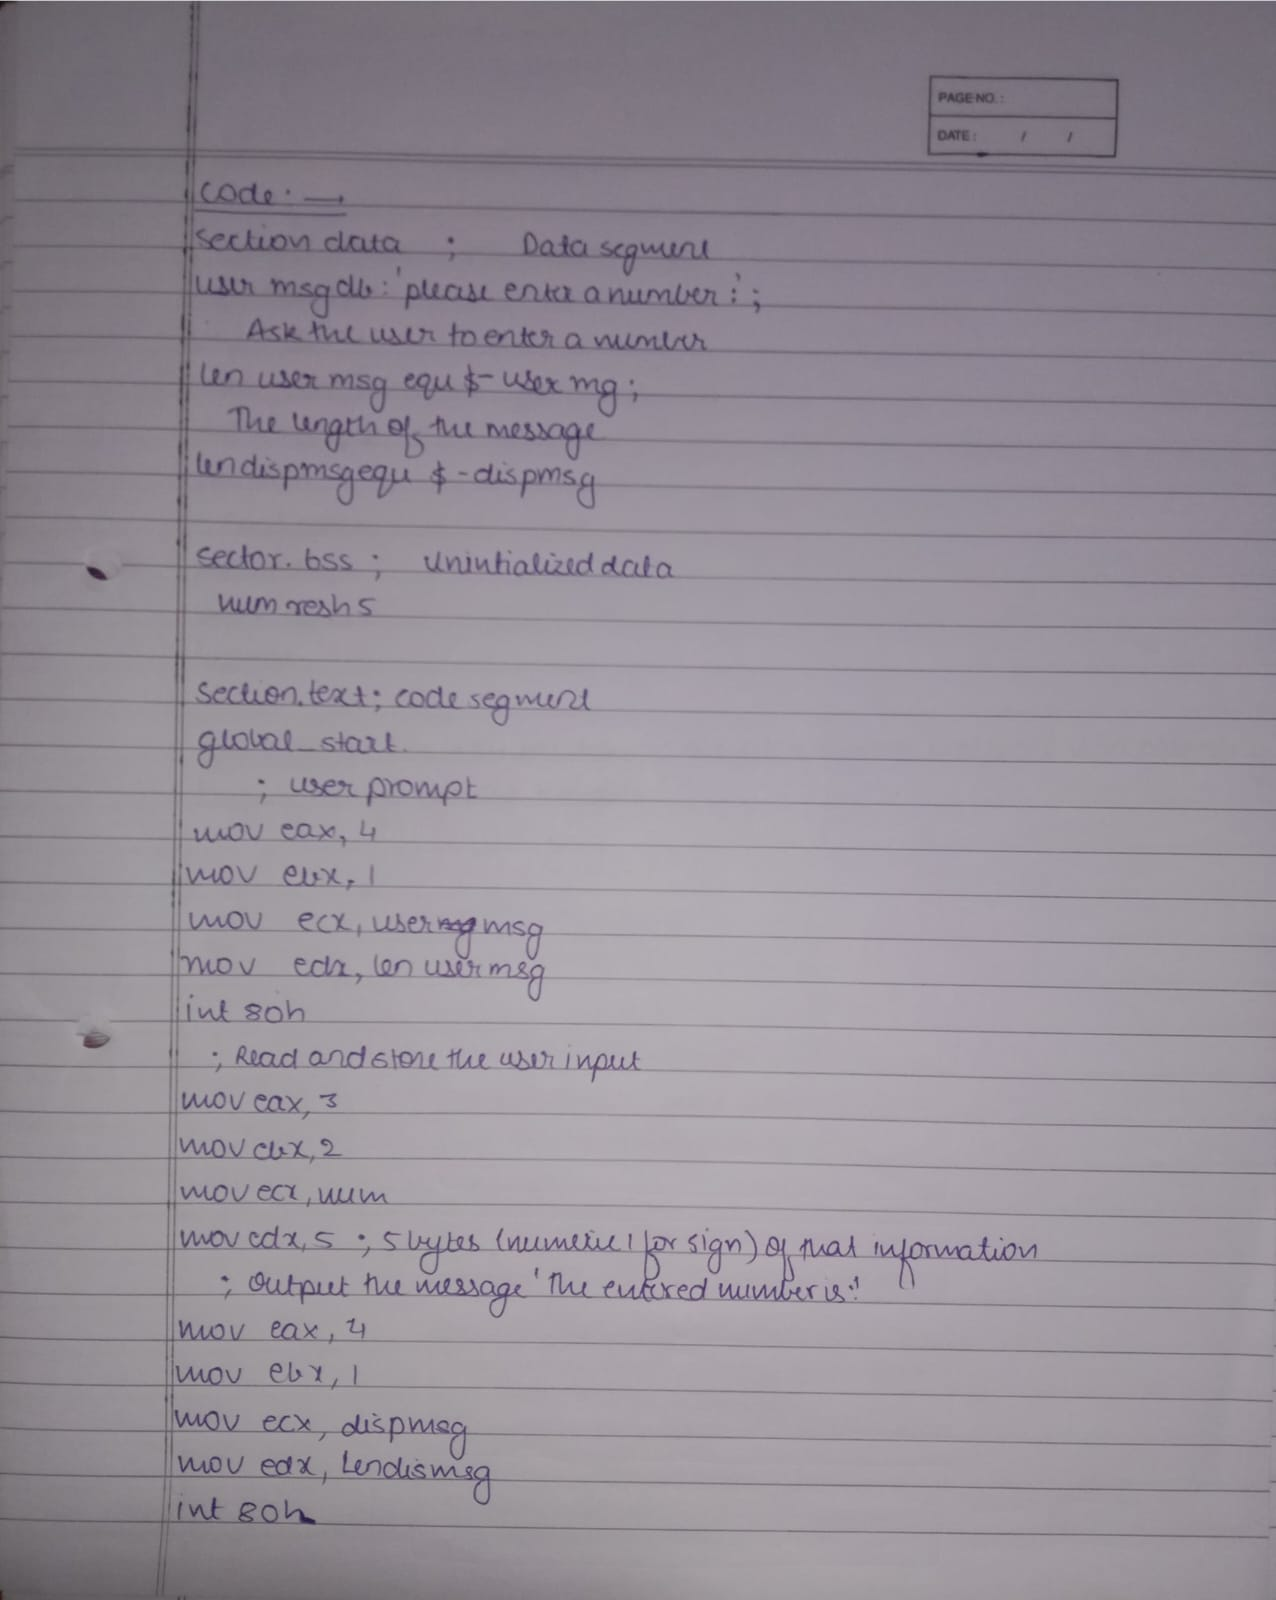 PAGE NO.:
DATE: / /
code: →
section data ; Data segment
user msg db: 'please enter a number:';
Ask the user to enter a number
len user msg equ $- user mg;
The length of the message
lendispmsgequ $-dispmsg
sector. bss ; Uninitialized data
num resh 5
section.text; code segment
global_start.
; user prompt
mov eax, 4
mov ebx, 1
mov ecx, user msg
mov edx, len user msg
int 80h
; Read and store the user input
mov eax, 3
mov ebx, 2
mov ecx, num
mov edx, 5 ; 5 bytes (numeric 1 for sign) of that information
; output the message 'The entered number is:'
mov eax, 4
mov ebx, 1
mov ecx, dispmsg
mov edx, lendismsg
int 80h